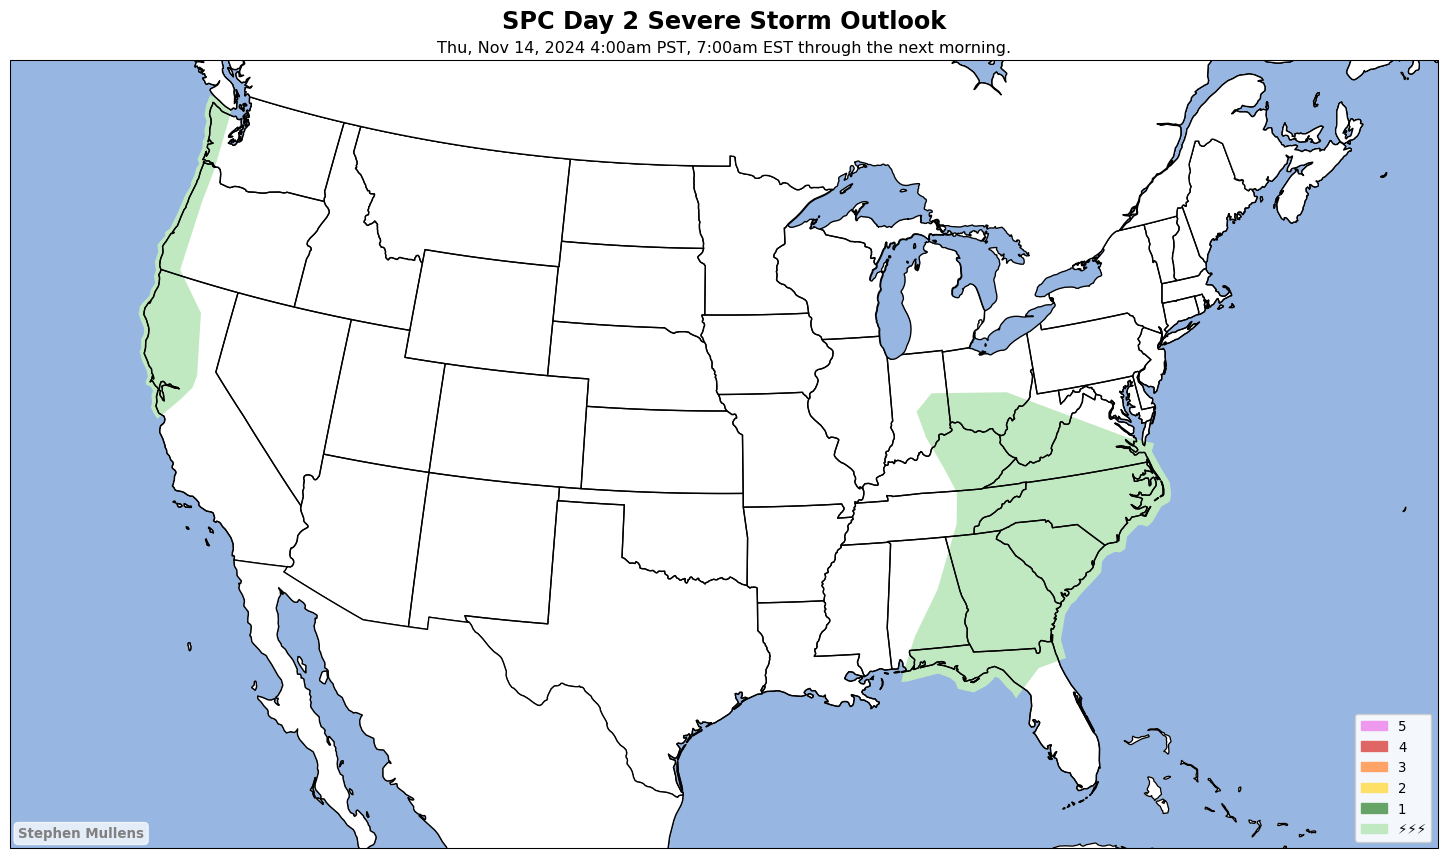 SPC Day 2 Severe Storm Outlook
Thu, Nov 14, 2024 4:00am PST, 7:00am EST through the next morning.
5
4
3
2
1
⚡⚡⚡
Stephen Mullens